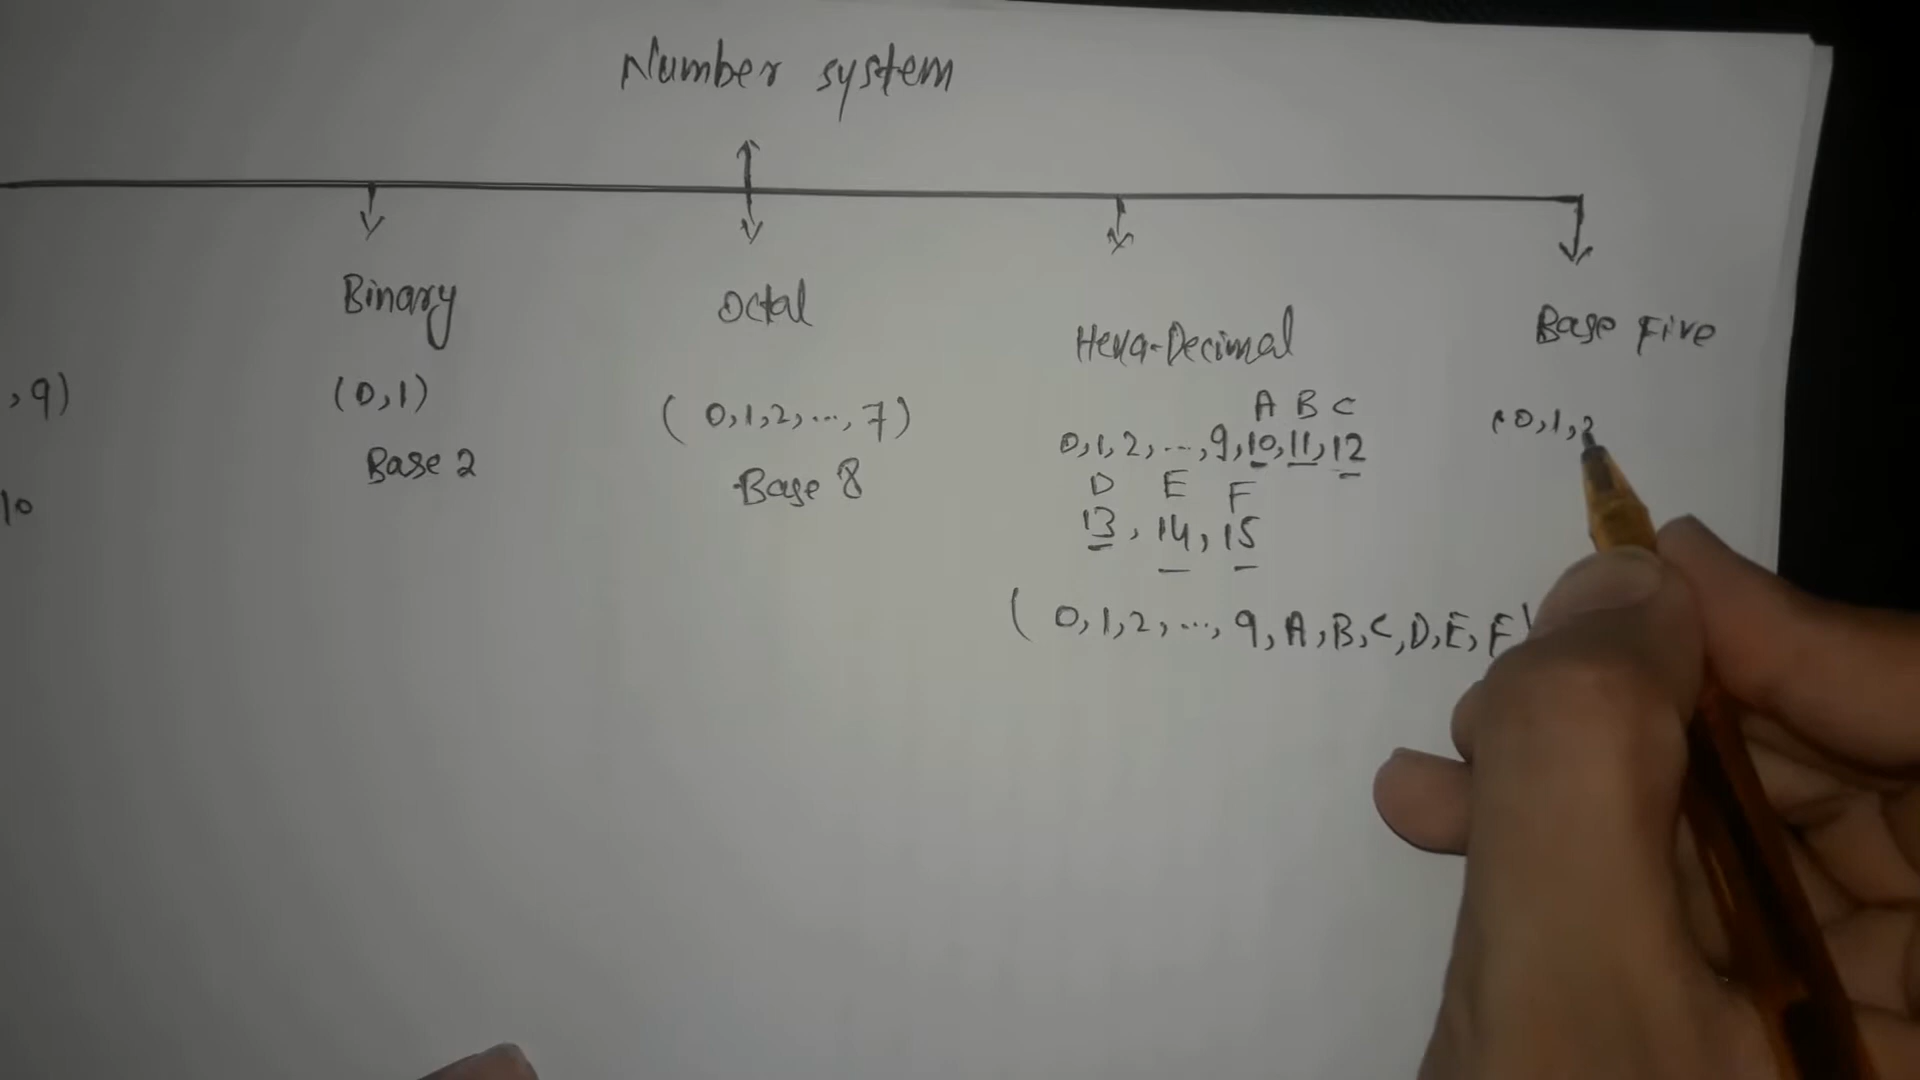 Number system
Binary
Octal
Hexa-Decimal
Base Five
, 9)
(0,1)
(0,1,2,...,7)
A B C
0,1,2,...,9,10,11,12
(0,1,2
10
Base 2
Base 8
D E F
13, 14, 15
(0,1,2,...,9,A,B,C,D,E,F)